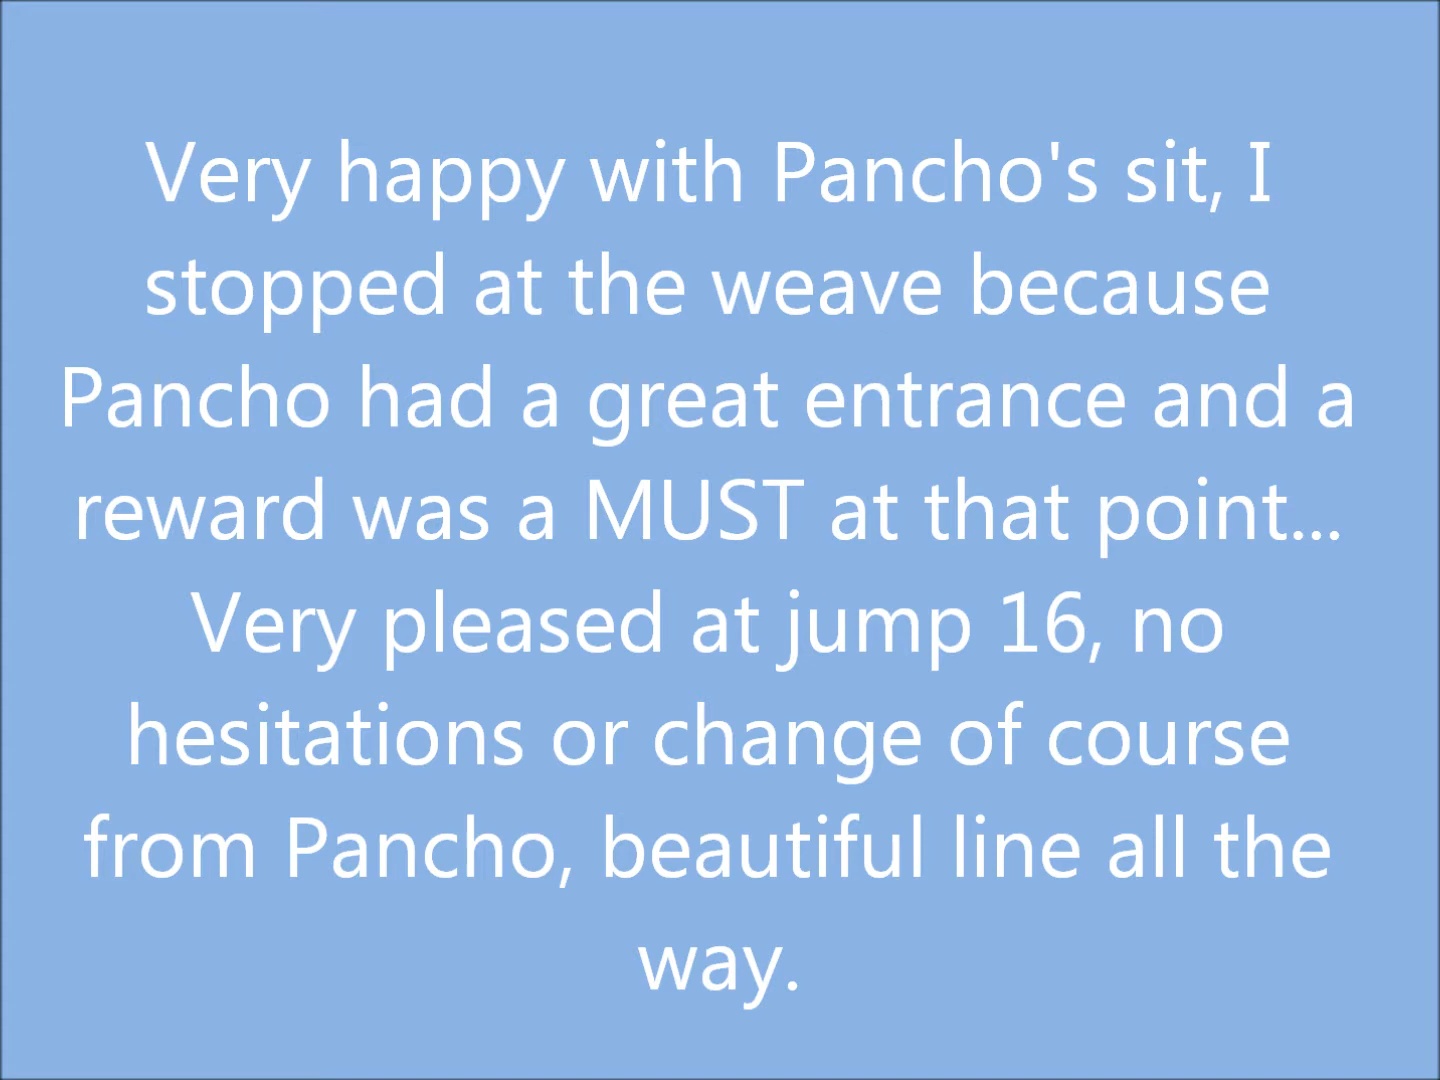 Very happy with Pancho's sit, I
stopped at the weave because
Pancho had a great entrance and a
reward was a MUST at that point...
Very pleased at jump 16, no
hesitations or change of course
from Pancho, beautiful line all the
way.